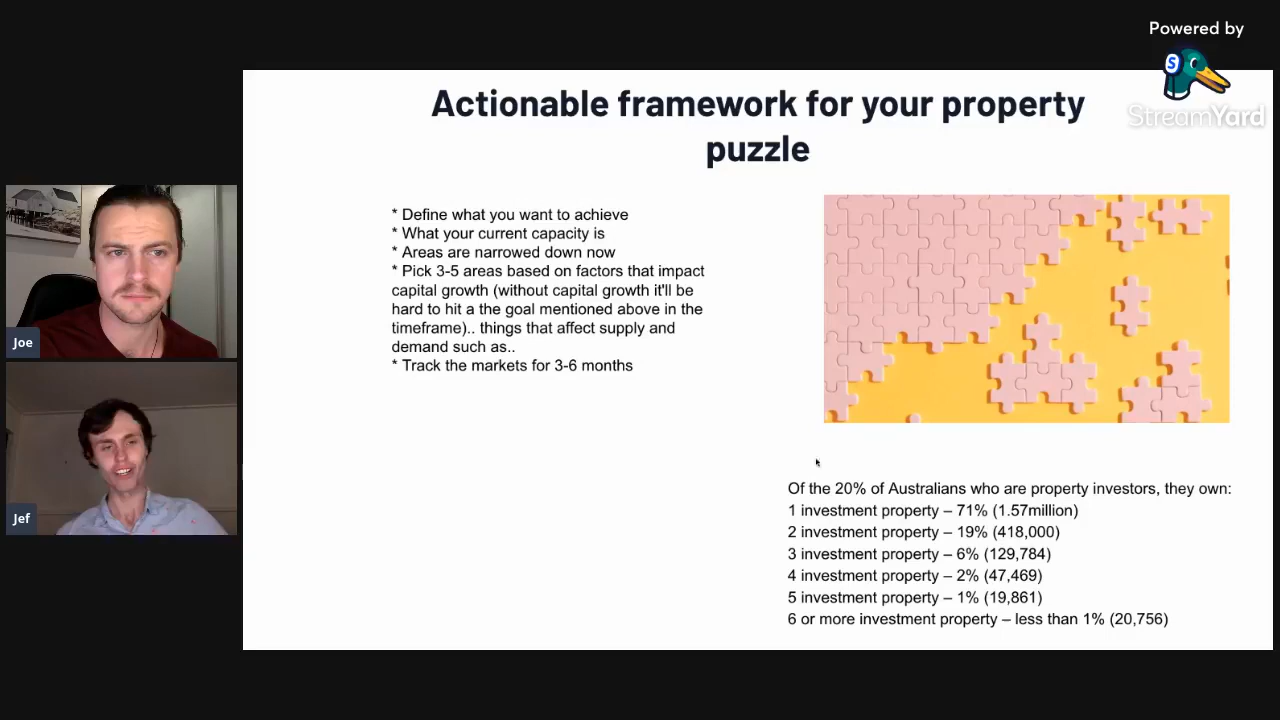 Powered by
StreamYard
Actionable framework for your property
puzzle
* Define what you want to achieve
* What your current capacity is
* Areas are narrowed down now
* Pick 3-5 areas based on factors that impact
capital growth (without capital growth it'll be
hard to hit a the goal mentioned above in the
timeframe).. things that affect supply and
demand such as..
* Track the markets for 3-6 months
Joe
Jef
Of the 20% of Australians who are property investors, they own:
1 investment property – 71% (1.57million)
2 investment property – 19% (418,000)
3 investment property – 6% (129,784)
4 investment property – 2% (47,469)
5 investment property – 1% (19,861)
6 or more investment property – less than 1% (20,756)